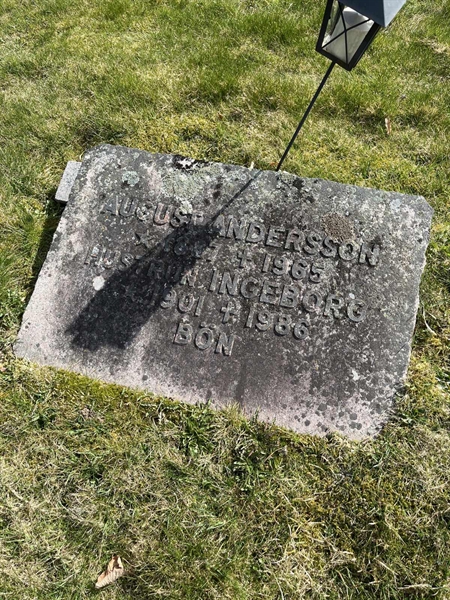 AUGUST ANDERSSON
† 1965
HUSTRUN INGEBORG
* 1901 † 1986
BÖN